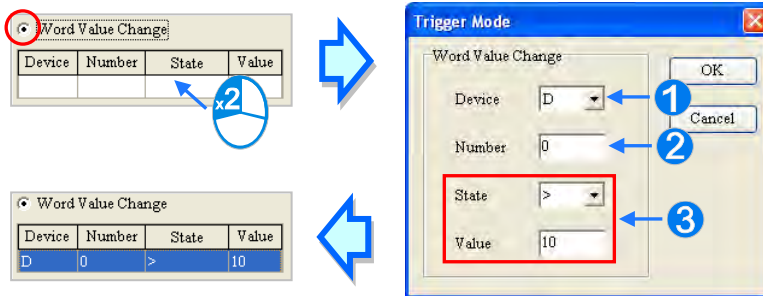 Word Value Change
Device Number State Value
x2
Trigger Mode
Word Value Change
Device D 1
Number 0 2
State >
Value 10
3
OK
Cancel
Word Value Change
Device Number State Value
D 0 > 10